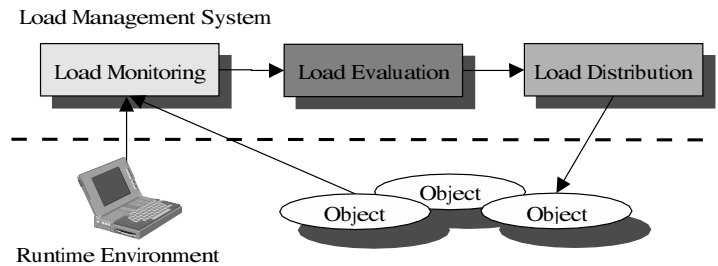 Load Management System
Load Monitoring
Load Evaluation
Load Distribution
Object
Object
Object
Runtime Environment